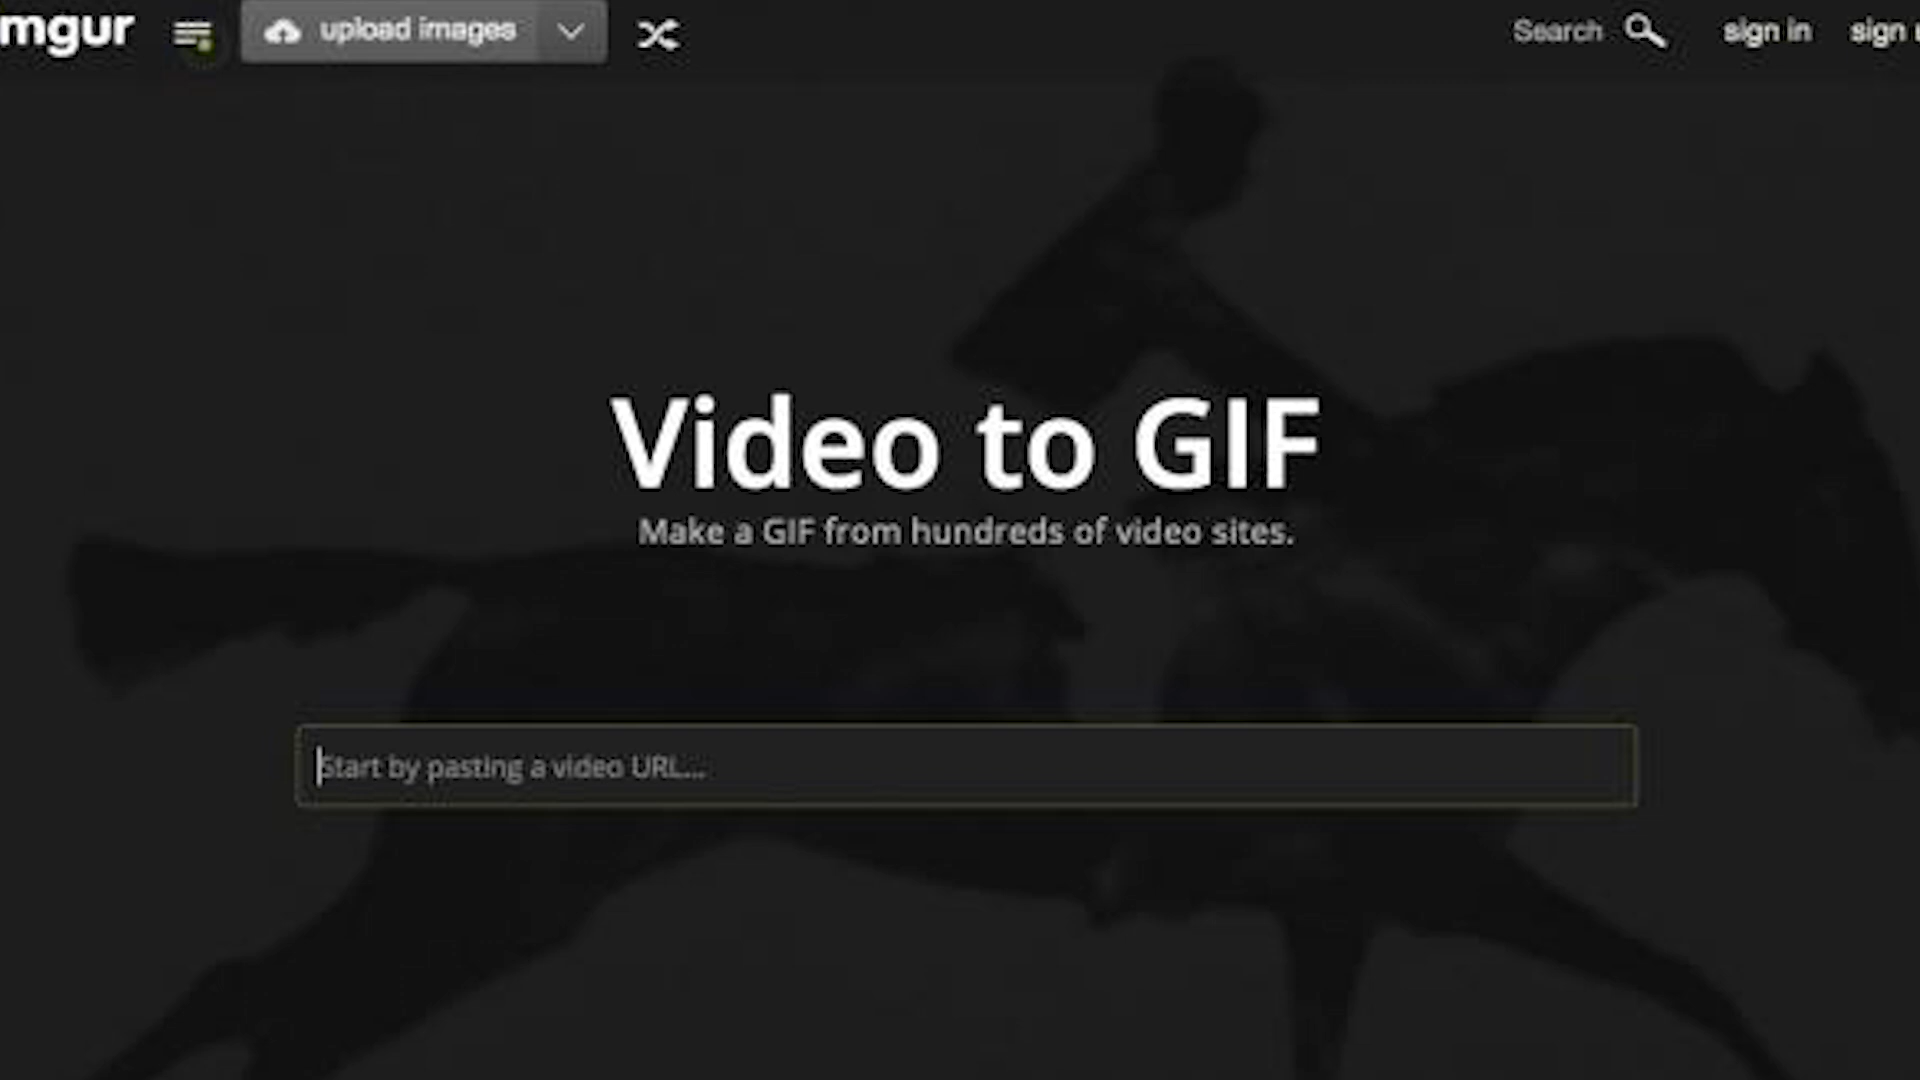 mgur
upload images
Search
sign in
sign
Video to GIF
Make a GIF from hundreds of video sites.
Start by pasting a video URL...